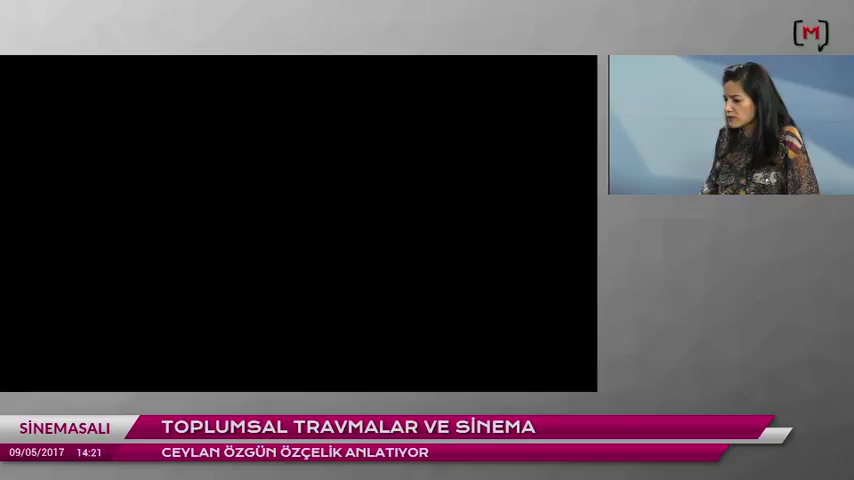 [M]
SİNEMASALI
TOPLUMSAL TRAVMALAR VE SİNEMA
09/05/2017 14:21
CEYLAN ÖZGÜN ÖZÇELİK ANLATIYOR